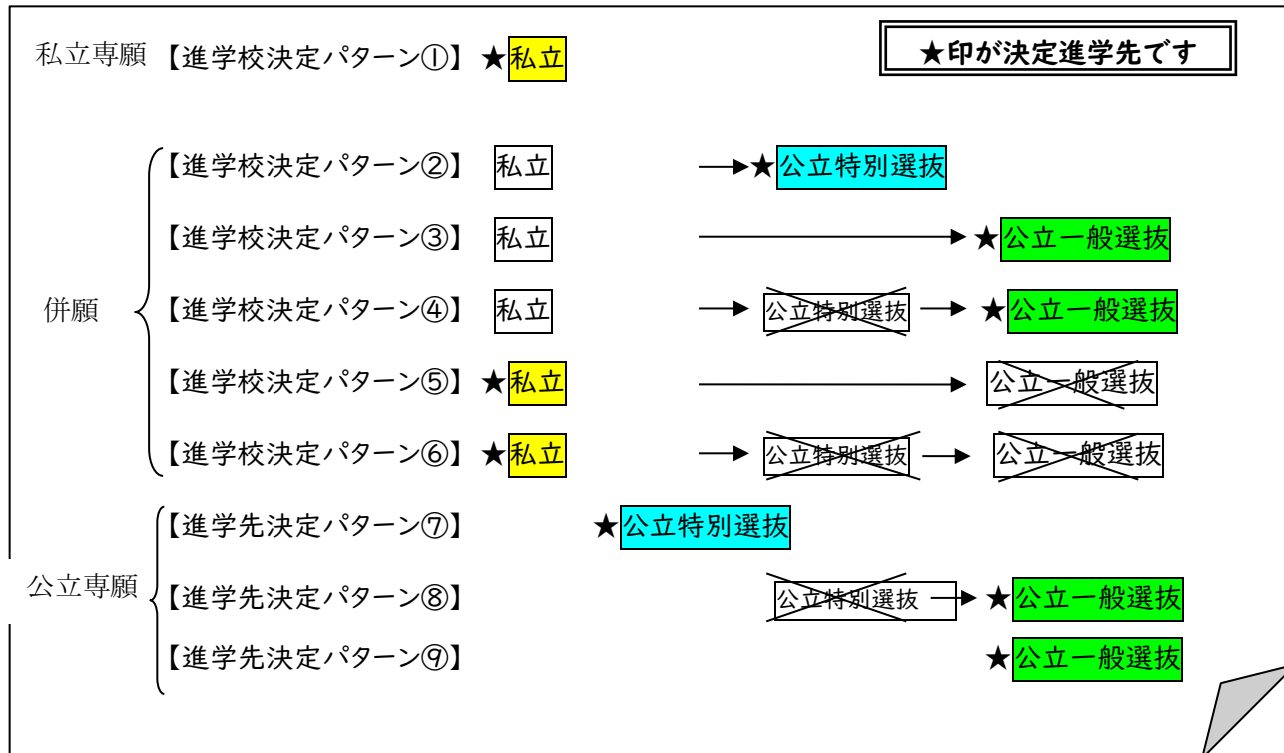 私立専願 【進学校決定パターン①】 ★私立
★印が決定進学先です
【進学校決定パターン②】 私立 ★公立特別選抜
【進学校決定パターン③】 私立 ★公立一般選抜
併願 【進学校決定パターン④】 私立 公立特別選抜 ★公立一般選抜
【進学校決定パターン⑤】 ★私立 公立一般選抜
【進学校決定パターン⑥】 ★私立 公立特別選抜 公立一般選抜
【進学先決定パターン⑦】 ★公立特別選抜
公立専願 【進学先決定パターン⑧】 公立特別選抜 ★公立一般選抜
【進学先決定パターン⑨】 ★公立一般選抜